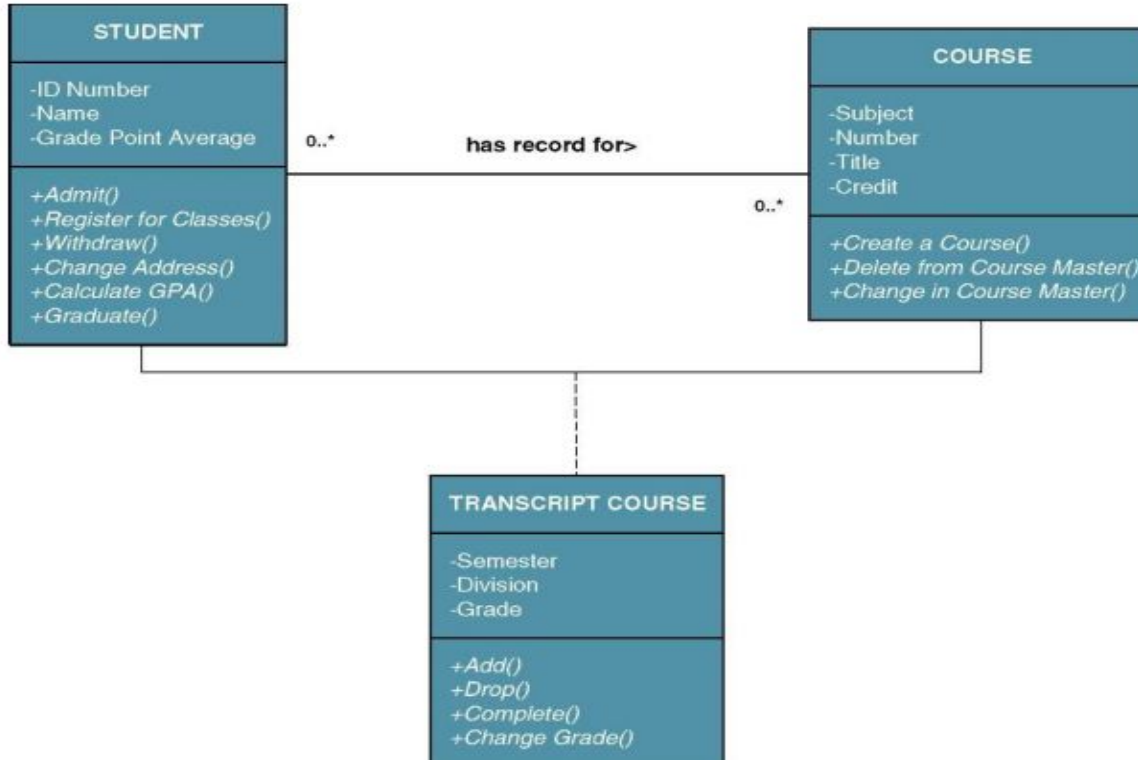 STUDENT
-ID Number
-Name
-Grade Point Average
+Admit()
+Register for Classes()
+Withdraw()
+Change Address()
+Calculate GPA()
+Graduate()
0..*
has record for>
0..*
COURSE
-Subject
-Number
-Title
-Credit
+Create a Course()
+Delete from Course Master()
+Change in Course Master()
TRANSCRIPT COURSE
-Semester
-Division
-Grade
+Add()
+Drop()
+Complete()
+Change Grade()